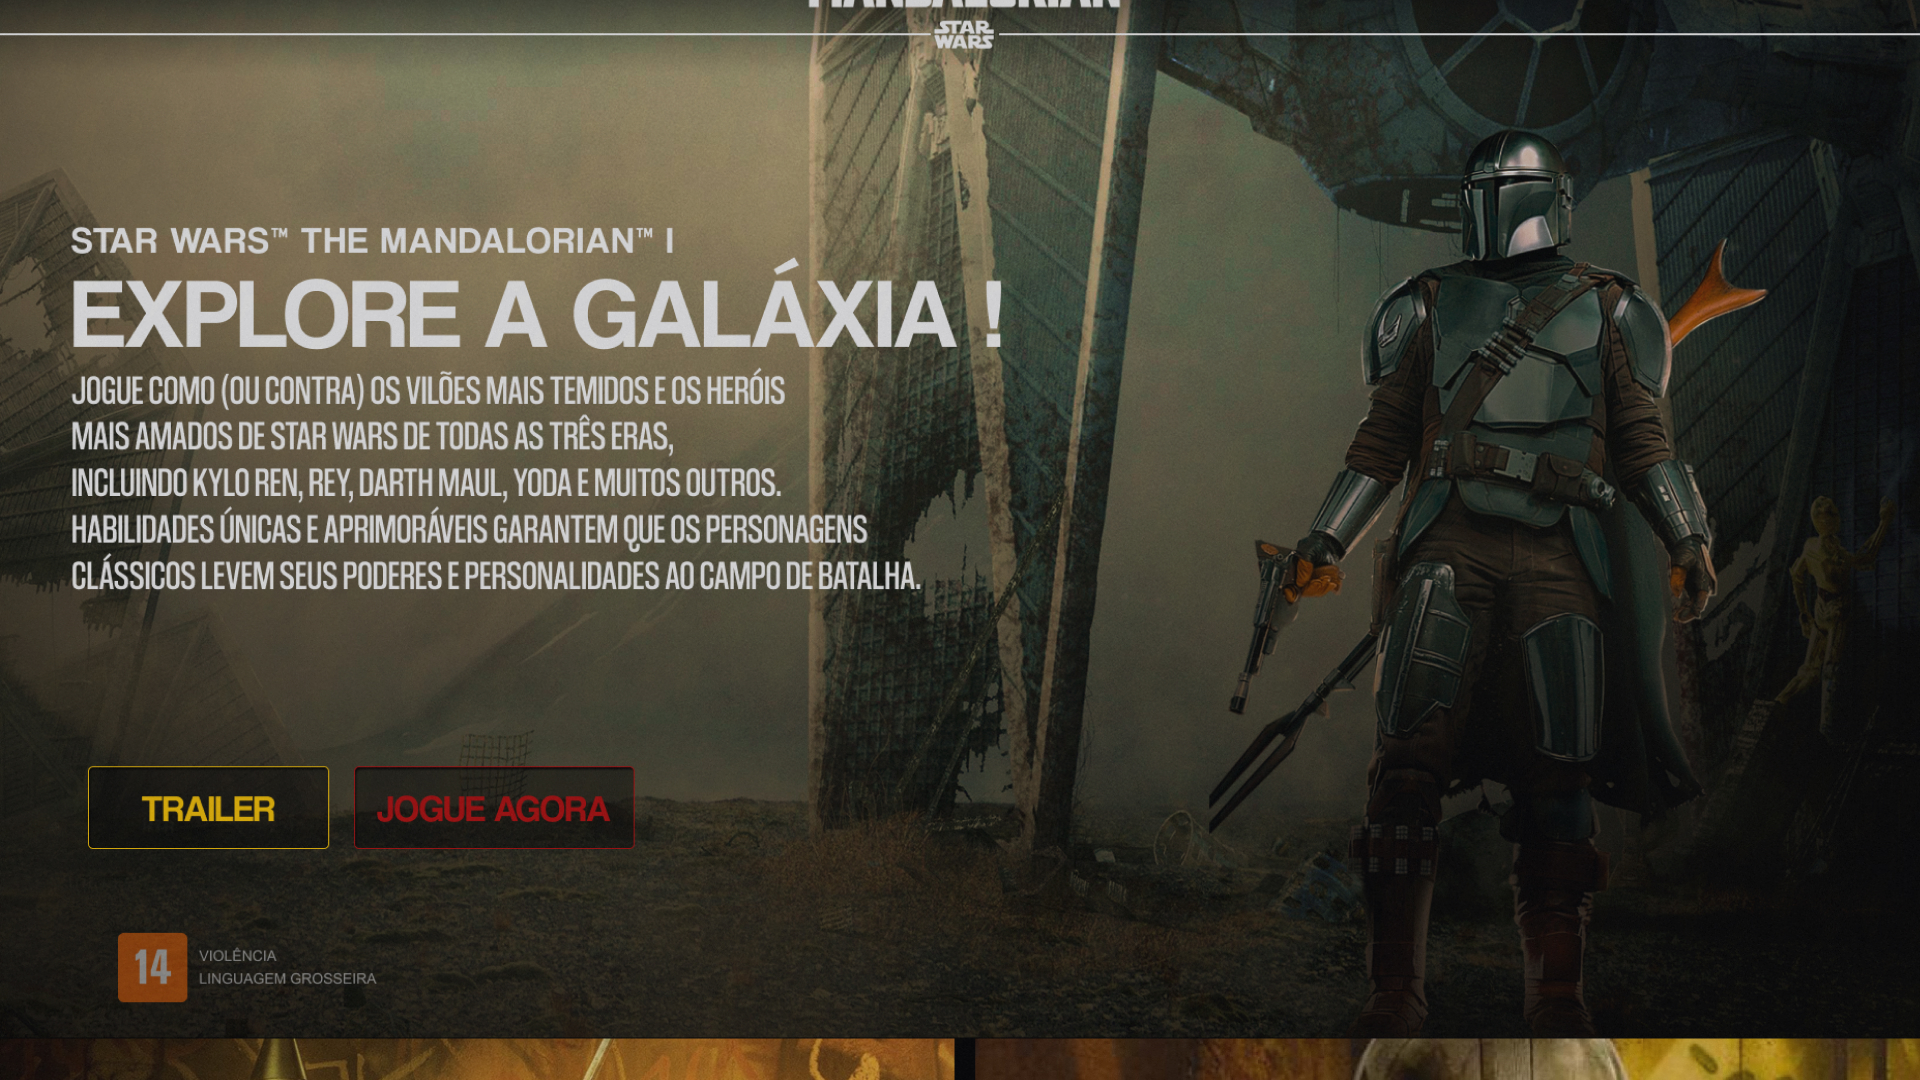 MANDALORIAN
STAR
WARS
STAR WARS™ THE MANDALORIAN™ I
EXPLORE A GALÁXIA !
JOGUE COMO (OU CONTRA) OS VILÕES MAIS TEMIDOS E OS HERÓIS
MAIS AMADOS DE STAR WARS DE TODAS AS TRÊS ERAS,
INCLUINDO KYLO REN, REY, DARTH MAUL, YODA E MUITOS OUTROS.
HABILIDADES ÚNICAS E APRIMORÁVEIS GARANTEM QUE OS PERSONAGENS
CLÁSSICOS LEVEM SEUS PODERES E PERSONALIDADES AO CAMPO DE BATALHA.
TRAILER
JOGUE AGORA
14
VIOLÊNCIA
LINGUAGEM GROSSEIRA